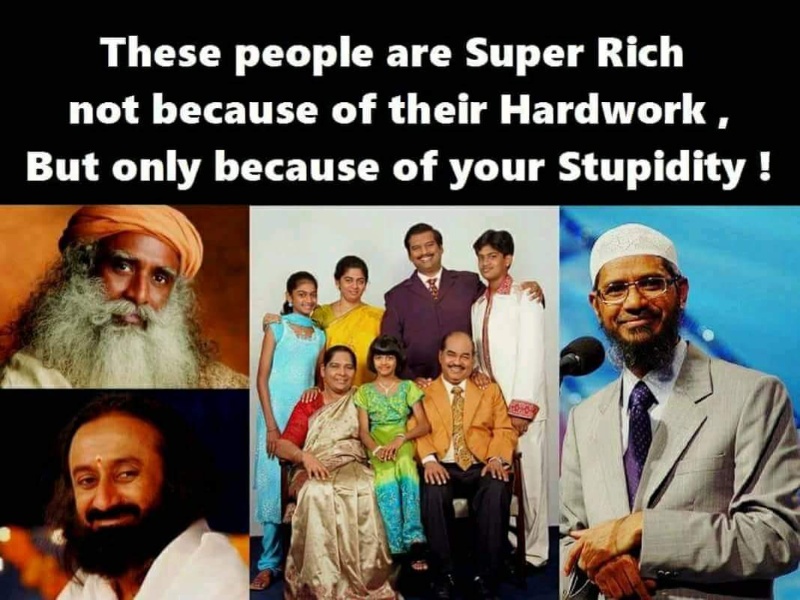 These people are Super Rich
not because of their Hardwork ,
But only because of your Stupidity !